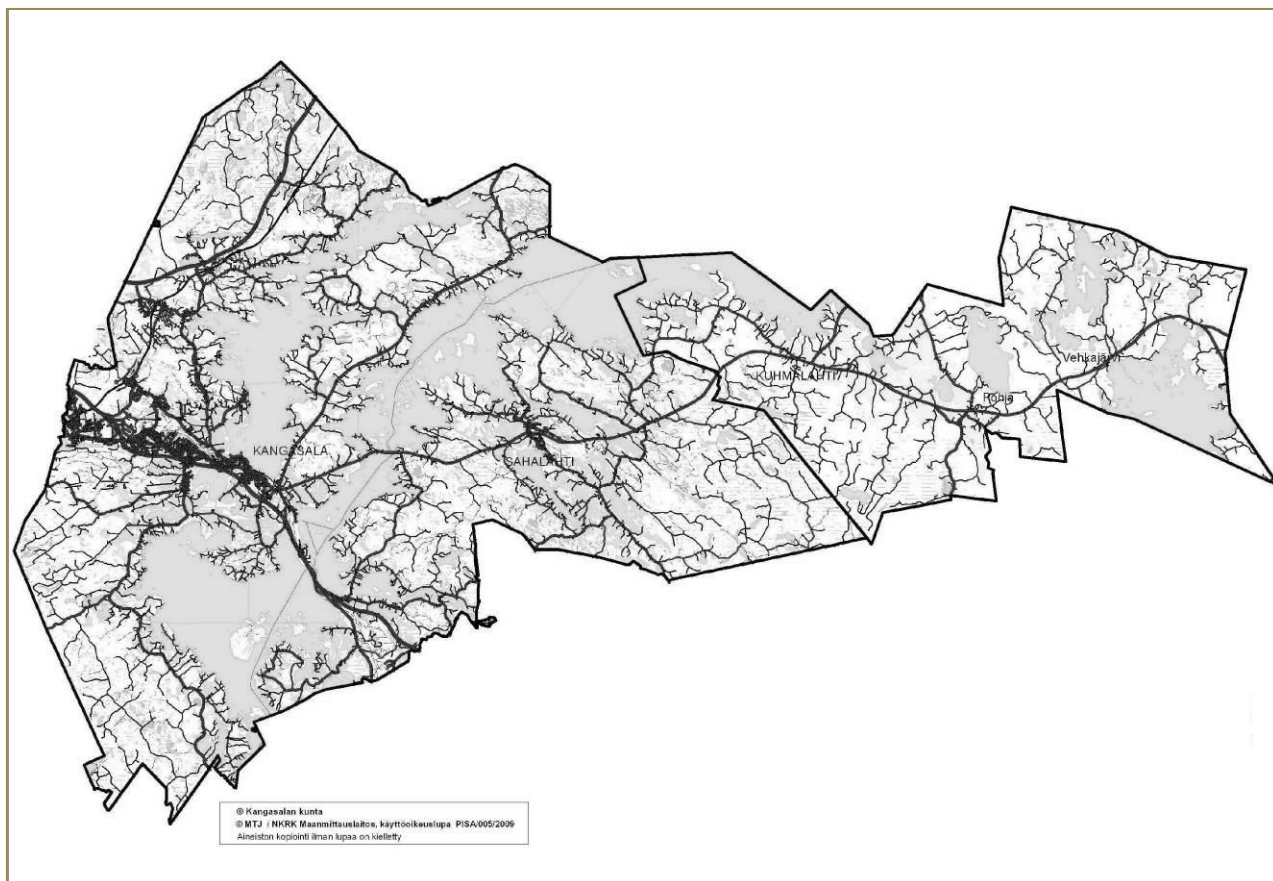 Vehkajärvi
KUHMALAHTI
Pohja
KANGASALA
SAHALAHTI
© Kangasalan kunta
© MTJ / NKRK Maanmittauslaitos, käyttöoikeuslupa PISA/005/2009
Aineiston kopiointi ilman lupaa on kielletty